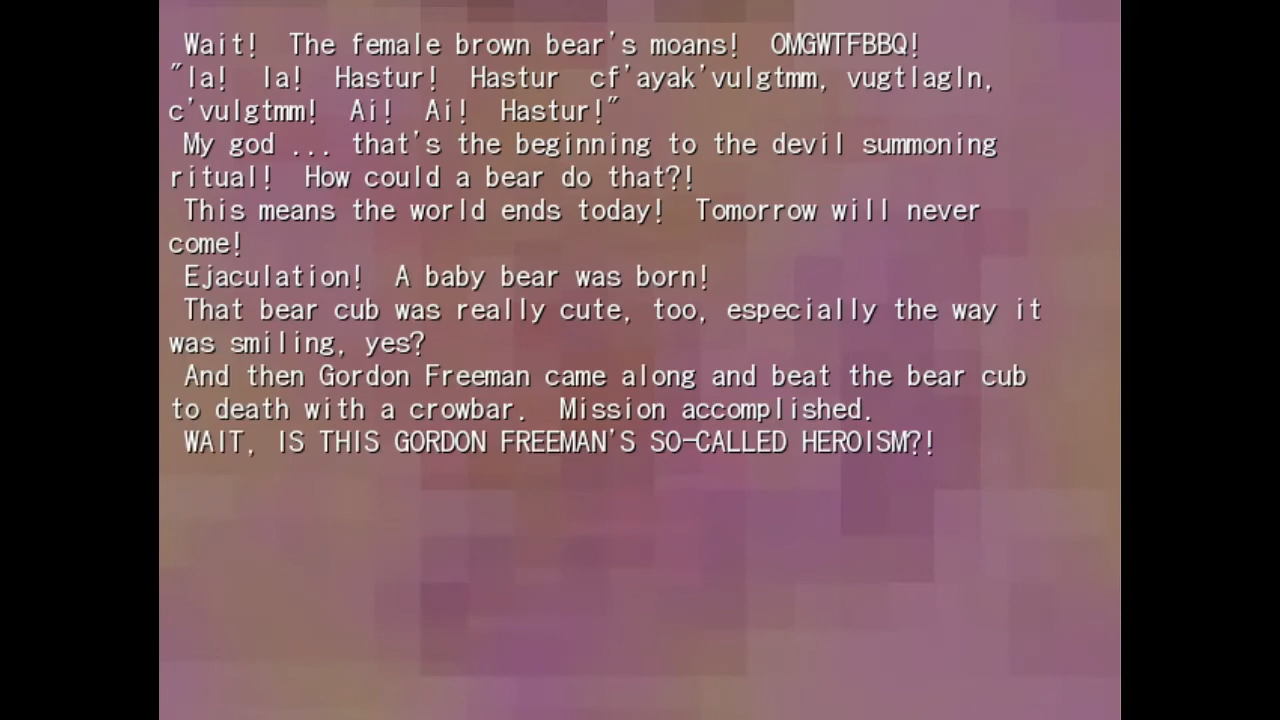 Wait!  The female brown bear's moans!  OMGWTFBBQ!
"Ia!  Ia!  Hastur!  Hastur  cf'ayak'vulgtmm, vugtlagln,
c'vulgtmm!  Ai!  Ai!  Hastur!"
My god ... that's the beginning to the devil summoning
ritual!  How could a bear do that?!
This means the world ends today!  Tomorrow will never
come!
Ejaculation!  A baby bear was born!
That bear cub was really cute, too, especially the way it
was smiling, yes?
And then Gordon Freeman came along and beat the bear cub
to death with a crowbar.  Mission accomplished.
WAIT, IS THIS GORDON FREEMAN'S SO-CALLED HEROISM?!